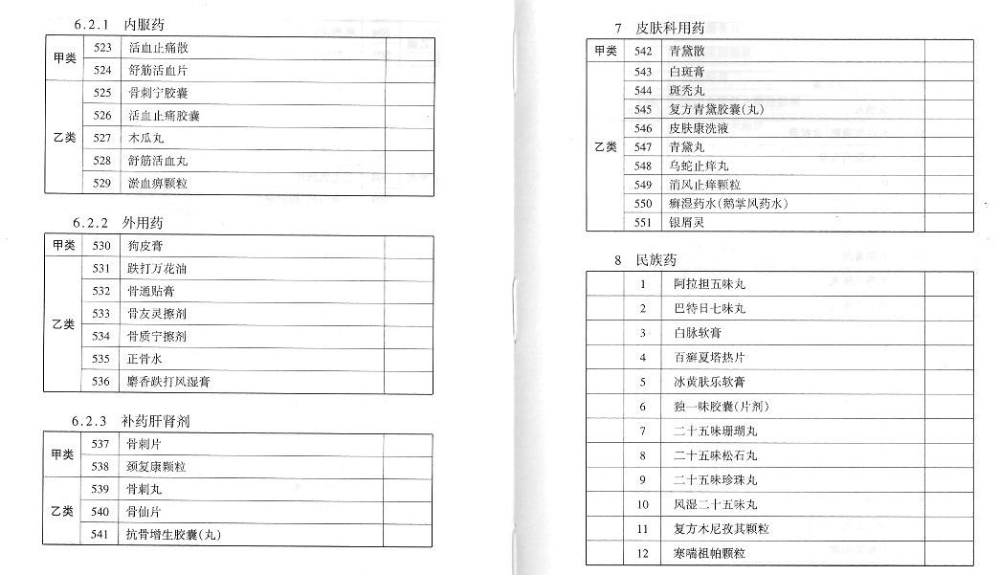 6.2.1 内服药
甲类 523 活血止痛散
524 舒筋活血片
乙类 525 骨刺宁胶囊
526 活血止痛胶囊
527 木瓜丸
528 舒筋活血丸
529 淤血痹颗粒
6.2.2 外用药
甲类 530 狗皮膏
乙类 531 跌打万花油
532 骨通贴膏
533 骨友灵擦剂
534 骨质宁擦剂
535 正骨水
536 麝香跌打风湿膏
6.2.3 补药肝肾剂
甲类 537 骨刺片
538 颈复康颗粒
乙类 539 骨刺丸
540 骨仙片
541 抗骨增生胶囊(丸)
7 皮肤科用药
甲类 542 青黛散
乙类 543 白斑膏
544 斑秃丸
545 复方青黛胶囊(丸)
546 皮肤康洗液
547 青黛丸
548 乌蛇止痒丸
549 消风止痒颗粒
550 癣湿药水(鹅掌风药水)
551 银屑灵
8 民族药
1 阿拉担五味丸
2 巴特日七味丸
3 白脉软膏
4 百癣夏塔热片
5 冰黄肤乐软膏
6 独一味胶囊(片剂)
7 二十五味珊瑚丸
8 二十五味松石丸
9 二十五味珍珠丸
10 风湿二十五味丸
11 复方木尼孜其颗粒
12 寒喘祖帕颗粒